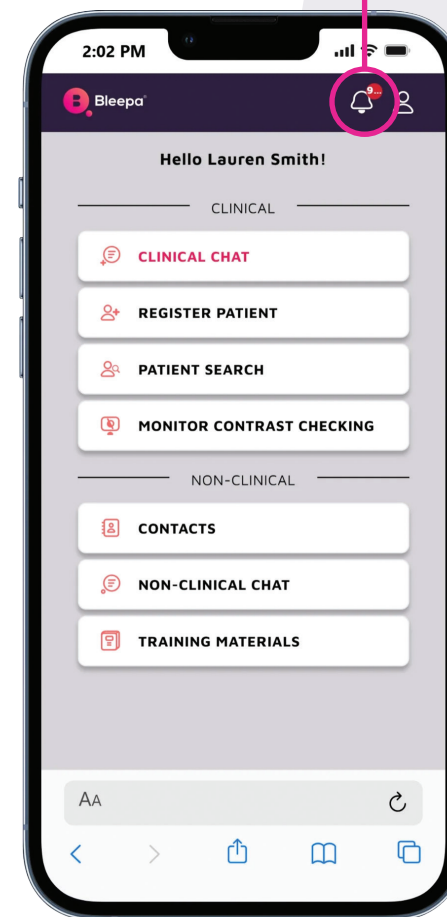 2:02 PM
Bleepa®
9...
Hello Lauren Smith!
CLINICAL
CLINICAL CHAT
REGISTER PATIENT
PATIENT SEARCH
MONITOR CONTRAST CHECKING
NON-CLINICAL
CONTACTS
NON-CLINICAL CHAT
TRAINING MATERIALS
AA